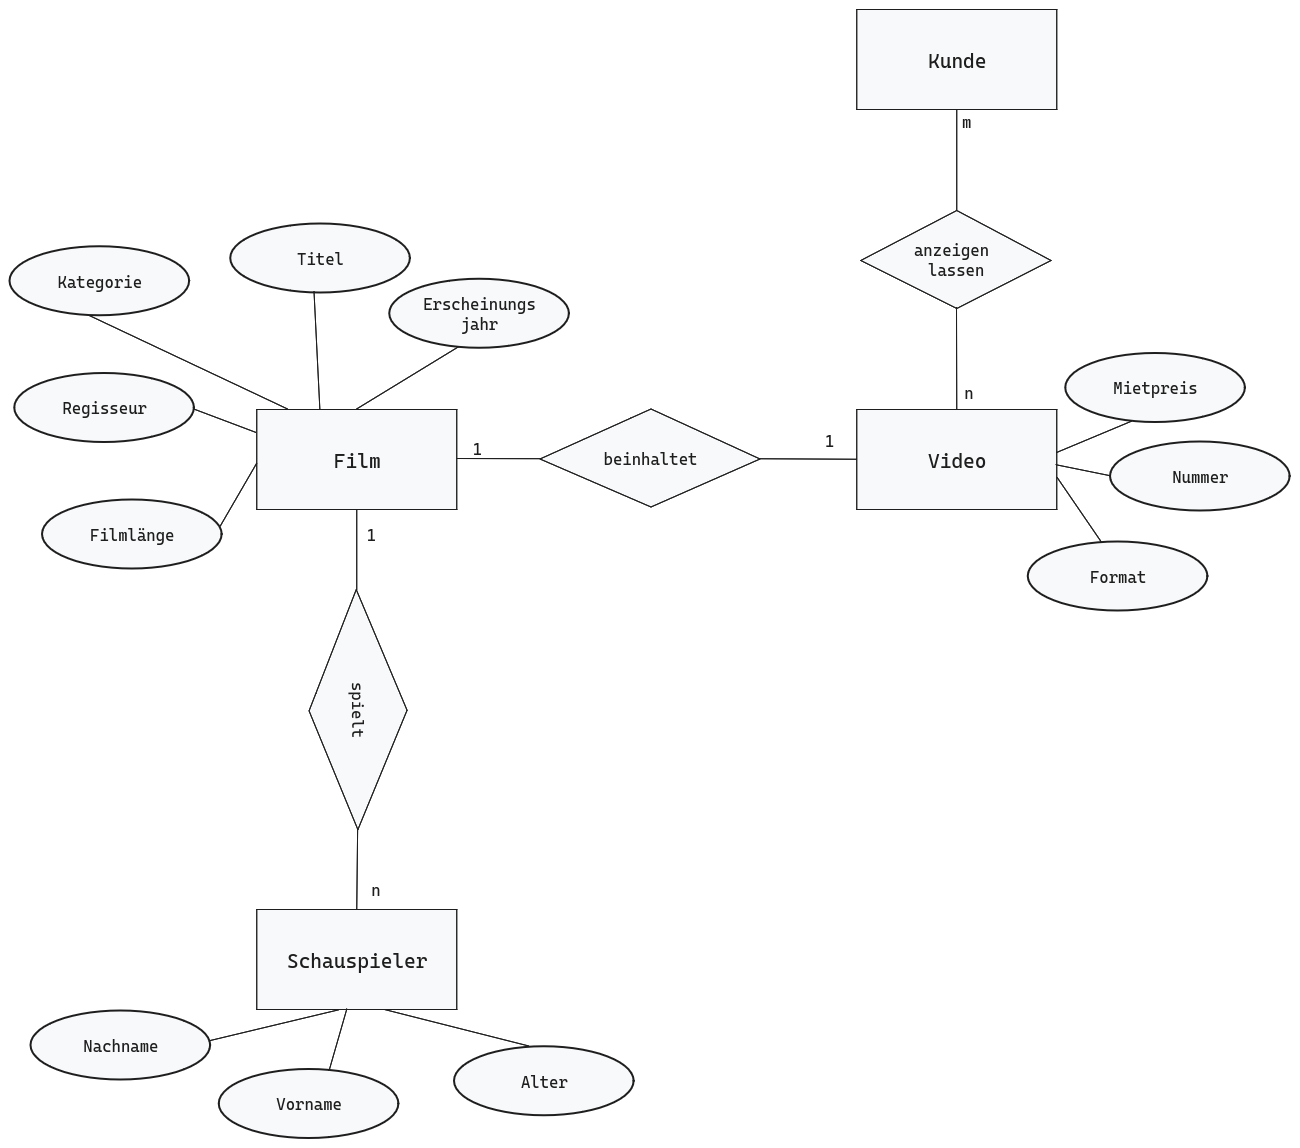 Kunde
m
anzeigen
lassen
n
Titel
Kategorie
Erscheinungs
jahr
Regisseur
Filmlänge
Film
1
beinhaltet
1
Video
Mietpreis
Nummer
Format
1
spielt
n
Schauspieler
Nachname
Vorname
Alter